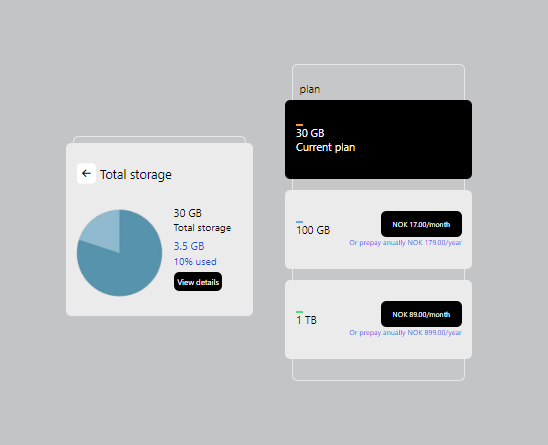 Total storage
30 GB
Total storage
3.5 GB
10% used
View details
plan
30 GB
Current plan
100 GB
NOK 17.00/month
Or prepay anually NOK 179.00/year
1 TB
NOK 89.00/month
Or prepay anually NOK 899.00/year